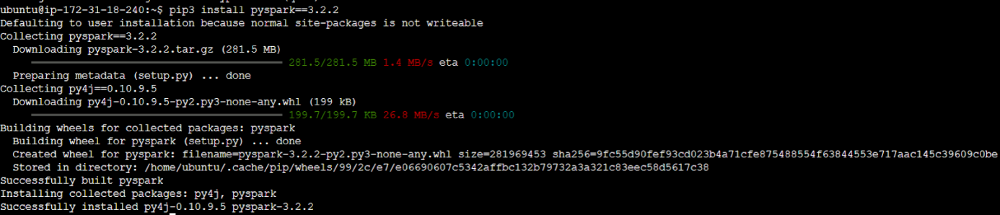 ubuntu@ip-172-31-18-240:~$ pip3 install pyspark==3.2.2
Defaulting to user installation because normal site-packages is not writeable
Collecting pyspark==3.2.2
  Downloading pyspark-3.2.2.tar.gz (281.5 MB)
     ━━━━━━━━━━━━━━━━━━━━━━━━━━━━━━━━━━━━━━━━ 281.5/281.5 MB 1.4 MB/s eta 0:00:00
  Preparing metadata (setup.py) ... done
Collecting py4j==0.10.9.5
  Downloading py4j-0.10.9.5-py2.py3-none-any.whl (199 kB)
     ━━━━━━━━━━━━━━━━━━━━━━━━━━━━━━━━━━━━━━━━ 199.7/199.7 KB 26.8 MB/s eta 0:00:00
Building wheels for collected packages: pyspark
  Building wheel for pyspark (setup.py) ... done
  Created wheel for pyspark: filename=pyspark-3.2.2-py2.py3-none-any.whl size=281969453 sha256=9fc55d90fef93cd023b4a71cfe875488554f63844553e717aac145c39609c0be
  Stored in directory: /home/ubuntu/.cache/pip/wheels/99/2c/e7/e06690607c5342affbc132b79732a3a321c83eec58d5617c38
Successfully built pyspark
Installing collected packages: py4j, pyspark
Successfully installed py4j-0.10.9.5 pyspark-3.2.2